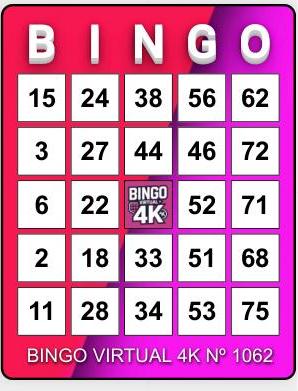 B I N G O
15 24 38 56 62
3 27 44 46 72
6 22 BINGO VIRTUAL 4K 52 71
2 18 33 51 68
11 28 34 53 75
BINGO VIRTUAL 4K Nº 1062